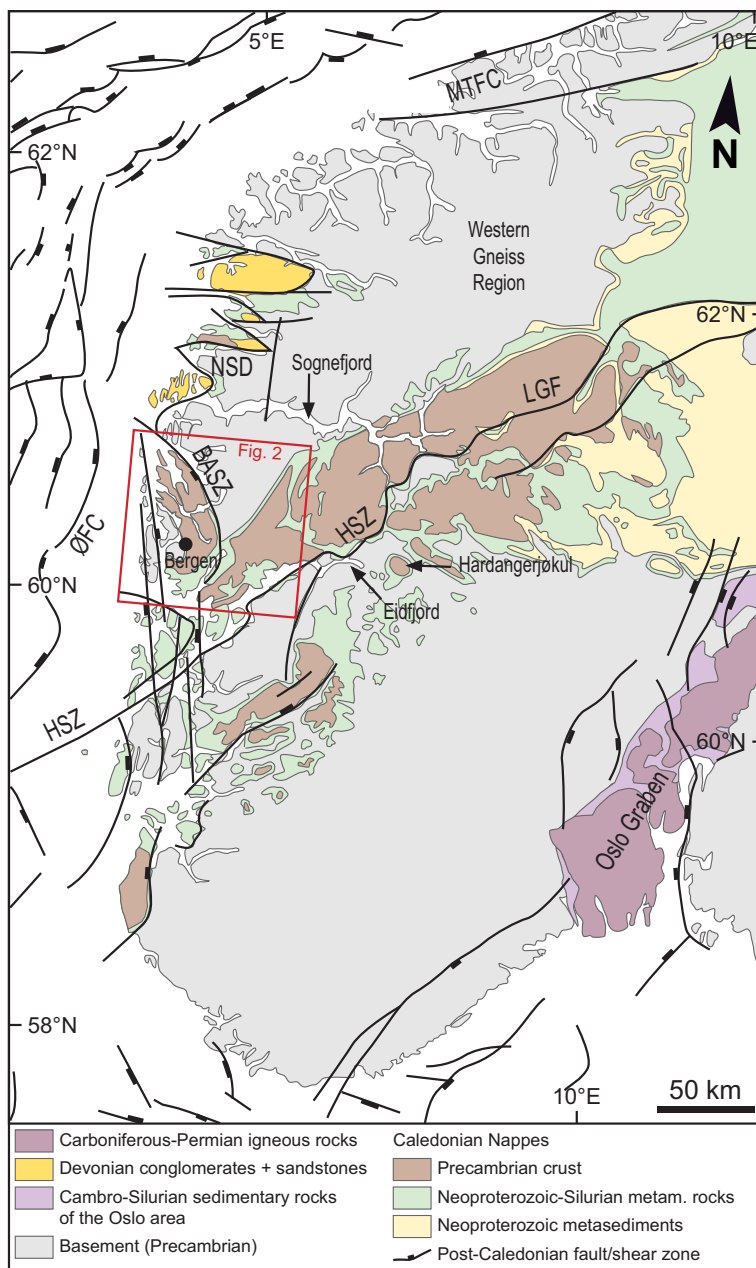 5°E
10°E
MTFC
62°N
N
Western
Gneiss
Region
62°N
NSD
Sognefjord
LGF
Fig. 2
BASZ
HSZ
ØFC
Bergen
Hardangerjøkul
60°N
Eidfjord
HSZ
60°N
Oslo Graben
58°N
10°E
50 km
Carboniferous-Permian igneous rocks
Devonian conglomerates + sandstones
Cambro-Silurian sedimentary rocks
of the Oslo area
Basement (Precambrian)
Caledonian Nappes
Precambrian crust
Neoproterozoic-Silurian metam. rocks
Neoproterozoic metasediments
Post-Caledonian fault/shear zone